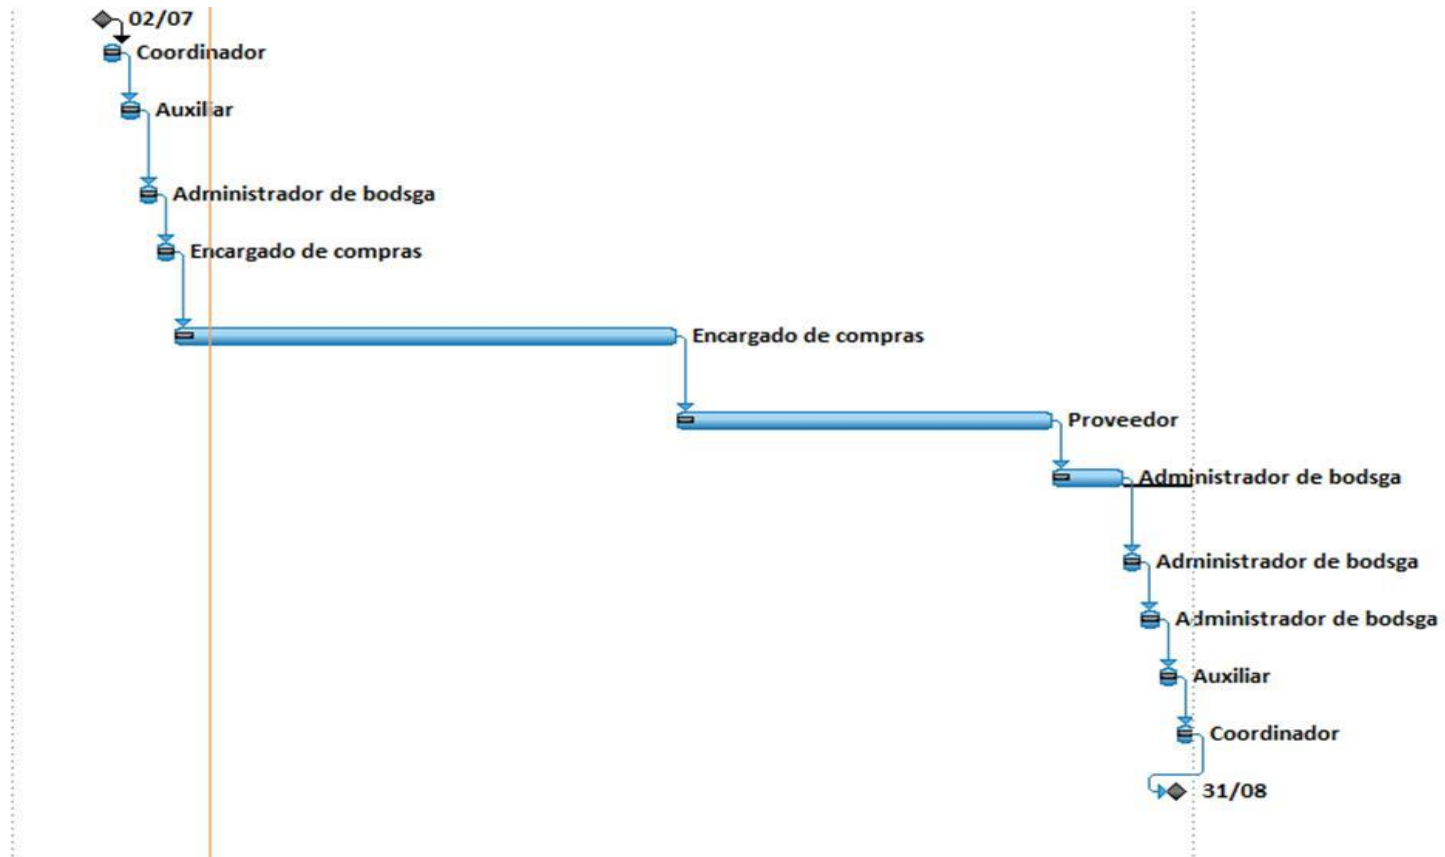 02/07
Coordinador
Auxiliar
Administrador de bodsga
Encargado de compras
Encargado de compras
Proveedor
Administrador de bodsga
Administrador de bodsga
Administrador de bodsga
Auxiliar
Coordinador
31/08